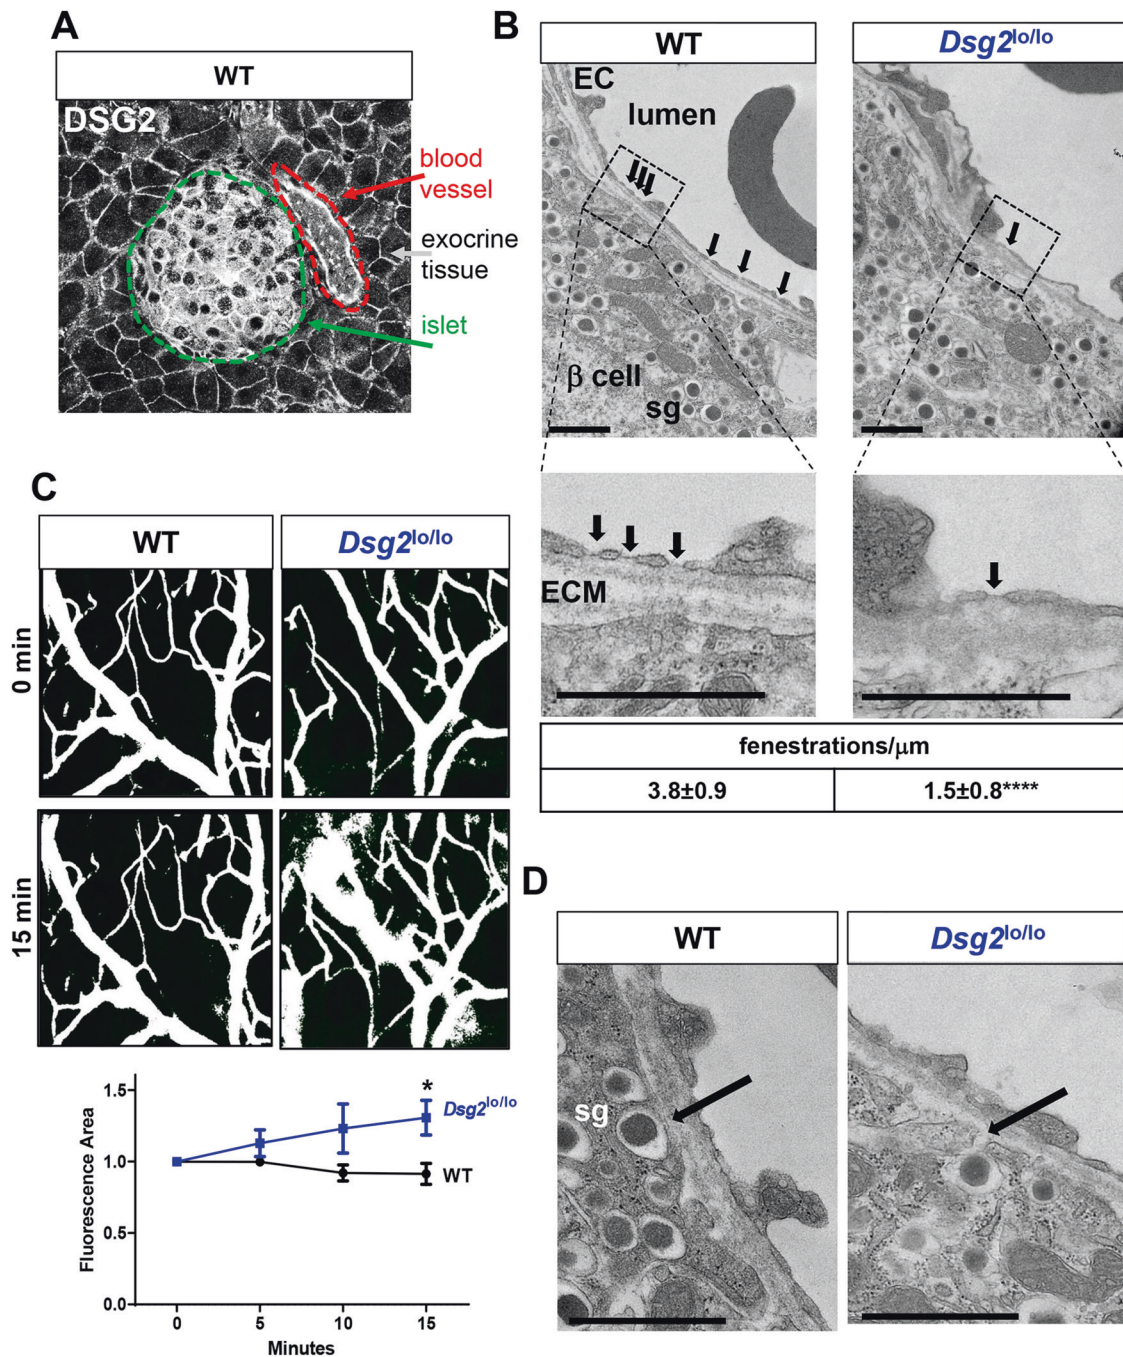 A
WT
DSG2
blood
vessel
exocrine
tissue
islet
B
WT
Dsg2lo/lo
EC
lumen
β cell
sg
ECM
fenestrations/μm
3.8±0.9
1.5±0.8****
C
WT
Dsg2lo/lo
0 min
15 min
Fluorescence Area
1.5
1.0
0.5
0.0
*
Dsg2lo/lo
WT
0 5 10 15
Minutes
D
WT
Dsg2lo/lo
sg